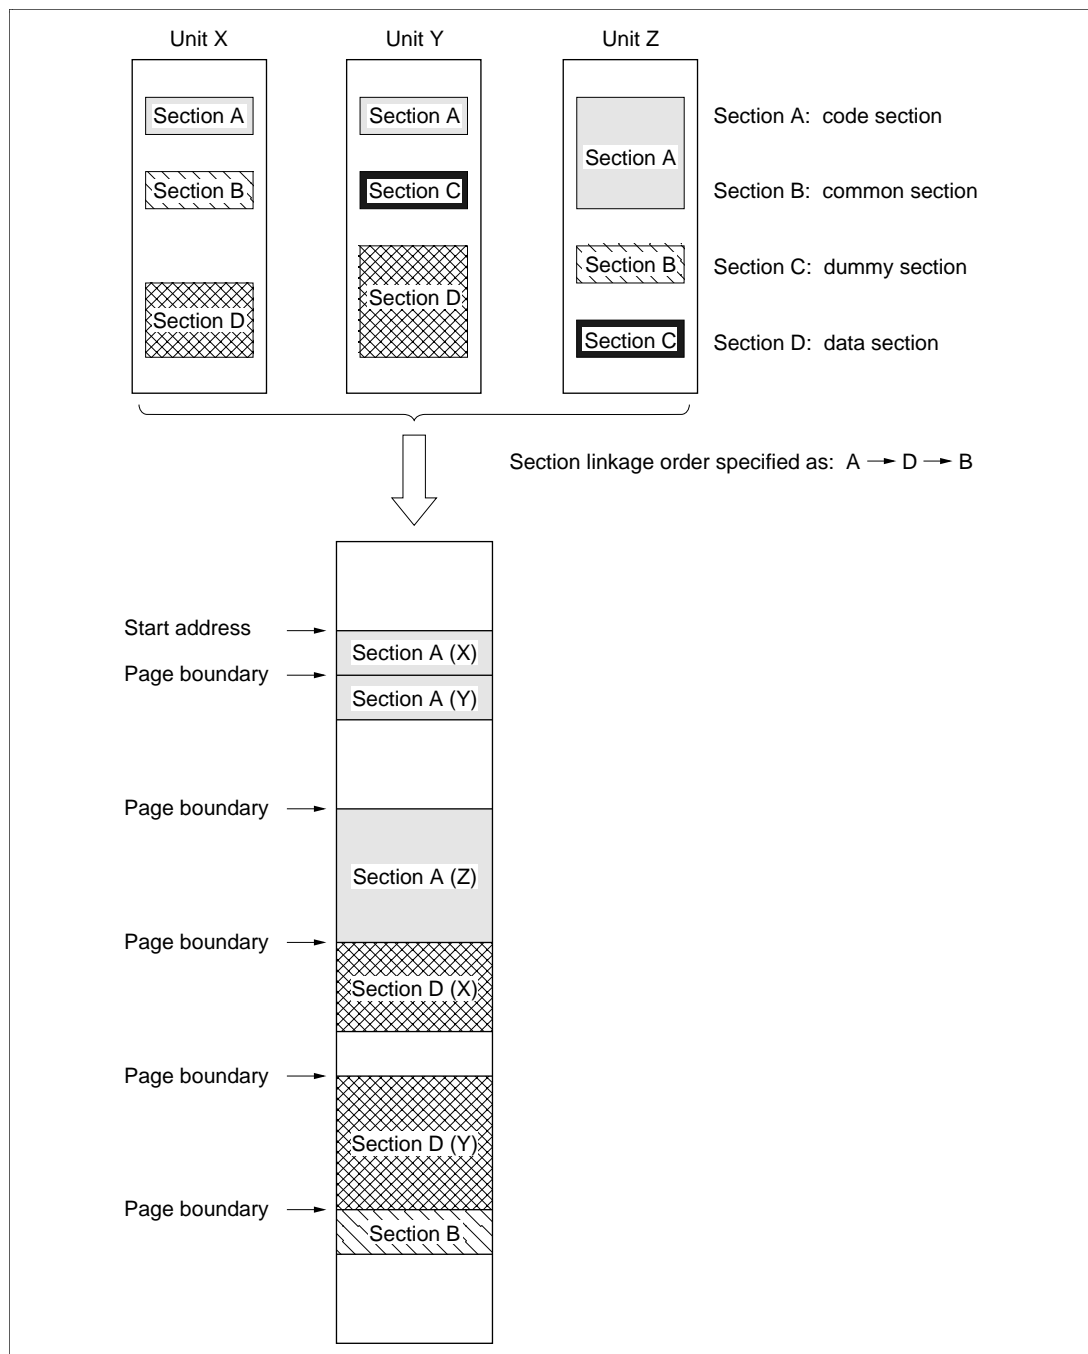 Unit X
Unit Y
Unit Z
Section A
Section A
Section A
Section A: code section
Section B
Section C
Section B: common section
Section B
Section C: dummy section
Section D
Section D
Section C
Section D: data section
Section linkage order specified as: A → D → B
Start address
Section A (X)
Page boundary
Section A (Y)
Page boundary
Section A (Z)
Page boundary
Section D (X)
Page boundary
Section D (Y)
Page boundary
Section B